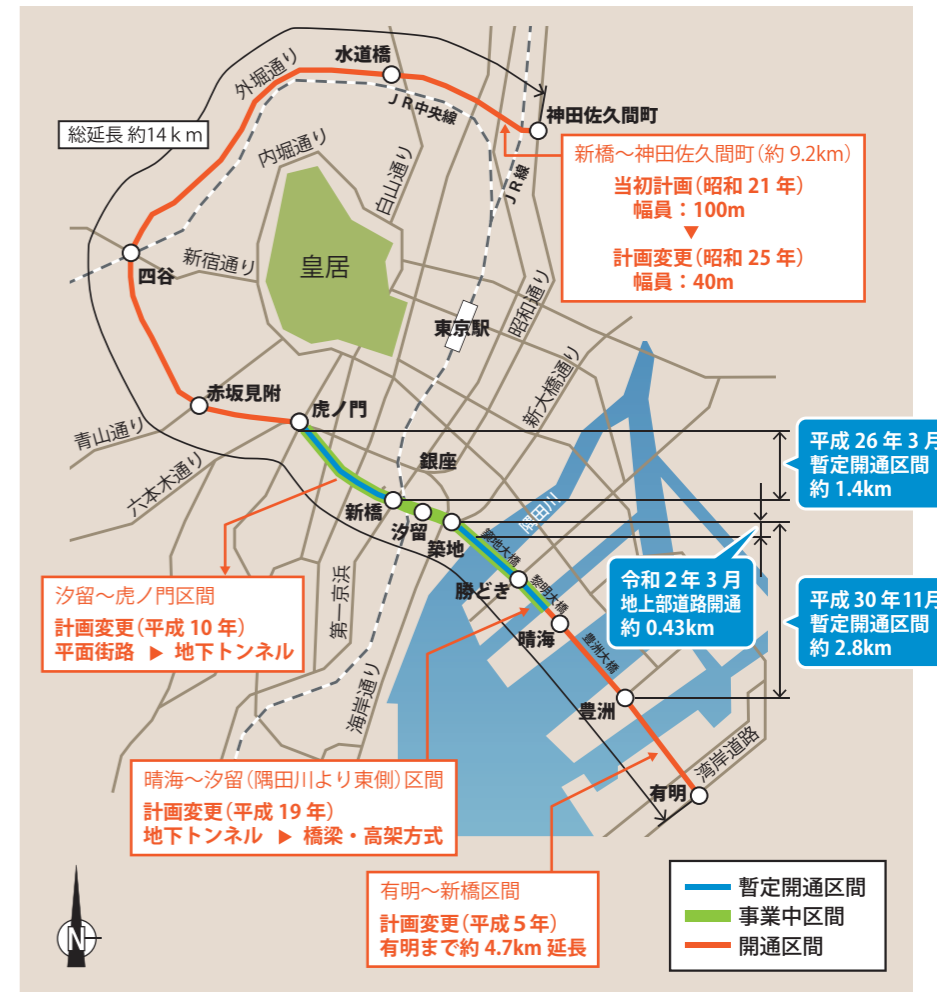 水道橋
外堀通り
JR中央線
神田佐久間町
総延長 約14km
内堀通り
白山通り
JR線
新橋～神田佐久間町(約 9.2km)
当初計画(昭和 21 年)
幅員：100m
▼
計画変更(昭和 25 年)
幅員：40m
新宿通り
四谷
皇居
昭和通り
東京駅
新大橋通り
赤坂見附
虎ノ門
青山通り
六本木通り
銀座
平成 26 年 3 月
暫定開通区間
約 1.4km
新橋
汐留
築地
隅田川
築地大橋
勝どき
黎明大橋
令和 2 年 3 月
地上部道路開通
約 0.43km
平成 30 年11月
暫定開通区間
約 2.8km
汐留～虎ノ門区間
計画変更(平成 10 年)
平面街路 ▶ 地下トンネル
第一京浜
晴海
豊洲大橋
海岸通り
豊洲
湾岸道路
有明
晴海～汐留(隅田川より東側)区間
計画変更(平成 19 年)
地下トンネル ▶ 橋梁・高架方式
有明～新橋区間
計画変更(平成 5 年)
有明まで約 4.7km 延長
暫定開通区間
事業中区間
開通区間
N